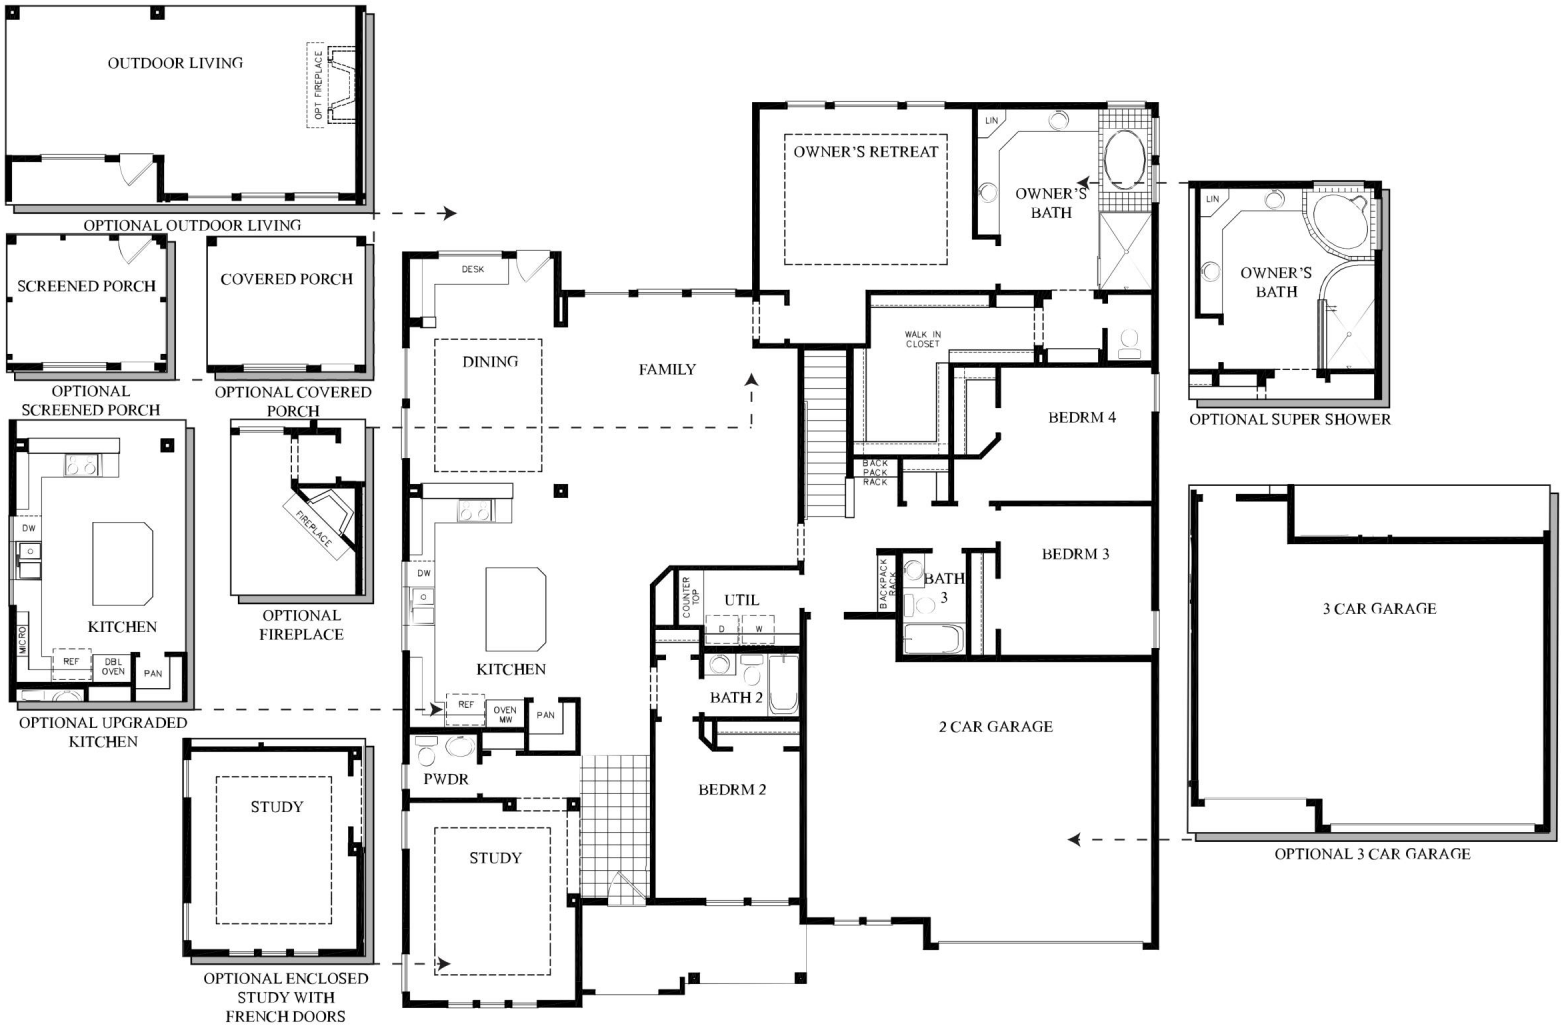 OUTDOOR LIVING
OPT FIREPLACE
OPTIONAL OUTDOOR LIVING
SCREENED PORCH
OPTIONAL
SCREENED PORCH
COVERED PORCH
OPTIONAL COVERED
PORCH
DW
KITCHEN
MICRO
REF
DBL
OVEN
PAN
OPTIONAL UPGRADED
KITCHEN
FIREPLACE
OPTIONAL
FIREPLACE
STUDY
OPTIONAL ENCLOSED
STUDY WITH
FRENCH DOORS
DESK
DINING
FAMILY
OWNER'S RETREAT
LIN
OWNER'S
BATH
WALK IN
CLOSET
BEDRM 4
BACK
PACK
RACK
BEDRM 3
BACKPACK
RACK
BATH
3
COUNTER
TOP
UTIL
D
W
DW
KITCHEN
REF
OVEN
MW
PAN
BATH 2
PWDR
BEDRM 2
STUDY
2 CAR GARAGE
LIN
OWNER'S
BATH
OPTIONAL SUPER SHOWER
3 CAR GARAGE
OPTIONAL 3 CAR GARAGE